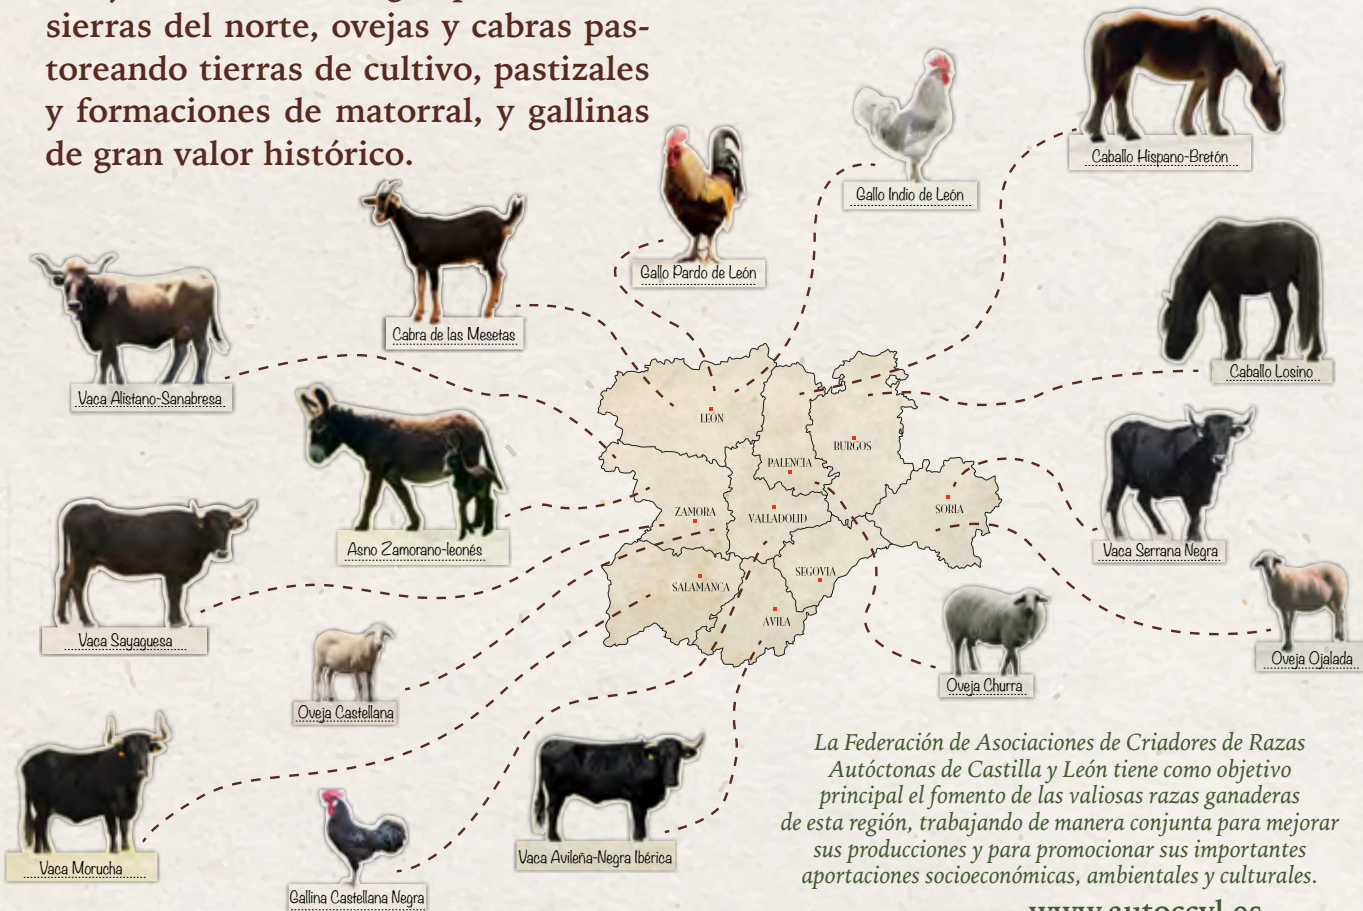 sierras del norte, ovejas y cabras pas-
toreando tierras de cultivo, pastizales
y formaciones de matorral, y gallinas
de gran valor histórico.
Caballo Hispano-Bretón
Gallo Indio de León
Gallo Pardo de León
Cabra de las Mesetas
Caballo Losino
Vaca Alistano-Sanabresa
LEÓN
BURGOS
PALENCIA
ZAMORA
VALLADOLID
SORIA
Asno Zamorano-leonés
Vaca Serrana Negra
SEGOVIA
SALAMANCA
ÁVILA
Vaca Sayaguesa
Oveja Ojalada
Oveja Churra
Oveja Castellana
La Federación de Asociaciones de Criadores de Razas
Autóctonas de Castilla y León tiene como objetivo
principal el fomento de las valiosas razas ganaderas
de esta región, trabajando de manera conjunta para mejorar
sus producciones y para promocionar sus importantes
aportaciones socioeconómicas, ambientales y culturales.
Vaca Morucha
Vaca Avileña-Negra Ibérica
Gallina Castellana Negra